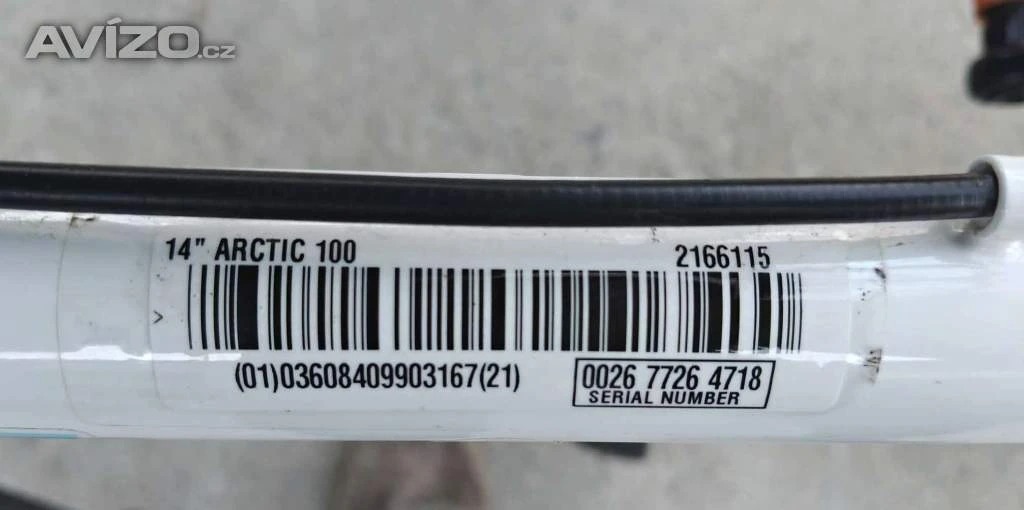 AVÍZO.cz
14" ARCTIC 100 2166115
(01)03608409903167(21) 0026 7726 4718
SERIAL NUMBER